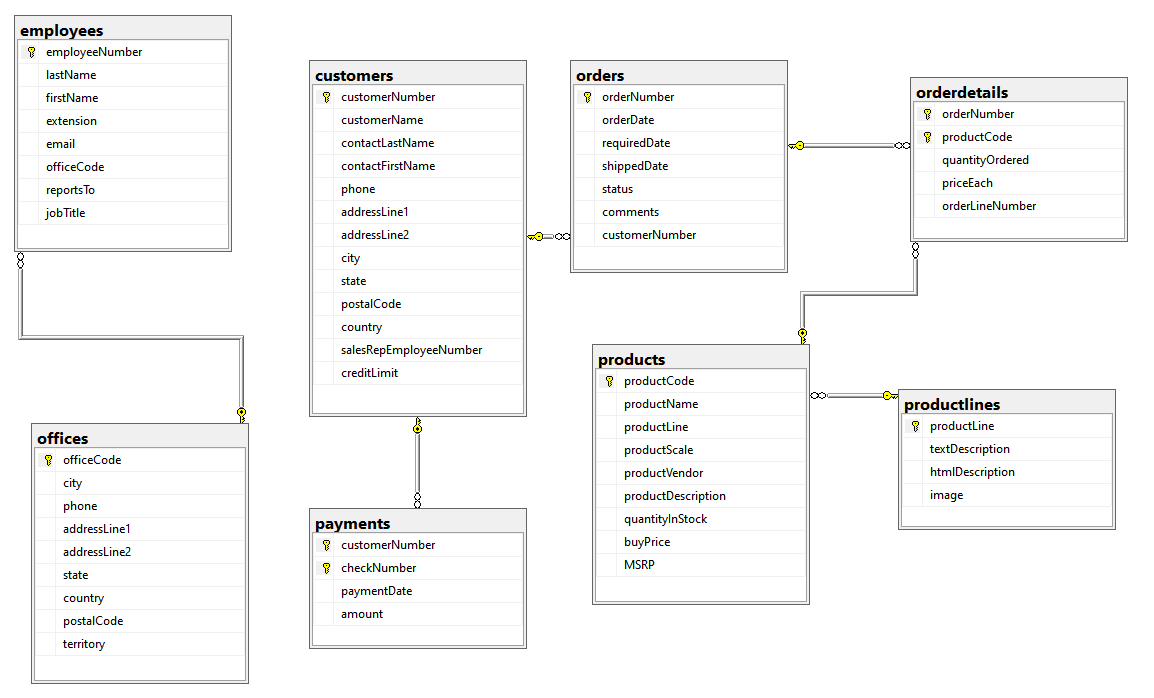 employees
employeeNumber
lastName
firstName
extension
email
officeCode
reportsTo
jobTitle
offices
officeCode
city
phone
addressLine1
addressLine2
state
country
postalCode
territory
customers
customerNumber
customerName
contactLastName
contactFirstName
phone
addressLine1
addressLine2
city
state
postalCode
country
salesRepEmployeeNumber
creditLimit
payments
customerNumber
checkNumber
paymentDate
amount
orders
orderNumber
orderDate
requiredDate
shippedDate
status
comments
customerNumber
products
productCode
productName
productLine
productScale
productVendor
productDescription
quantityInStock
buyPrice
MSRP
orderdetails
orderNumber
productCode
quantityOrdered
priceEach
orderLineNumber
productlines
productLine
textDescription
htmlDescription
image